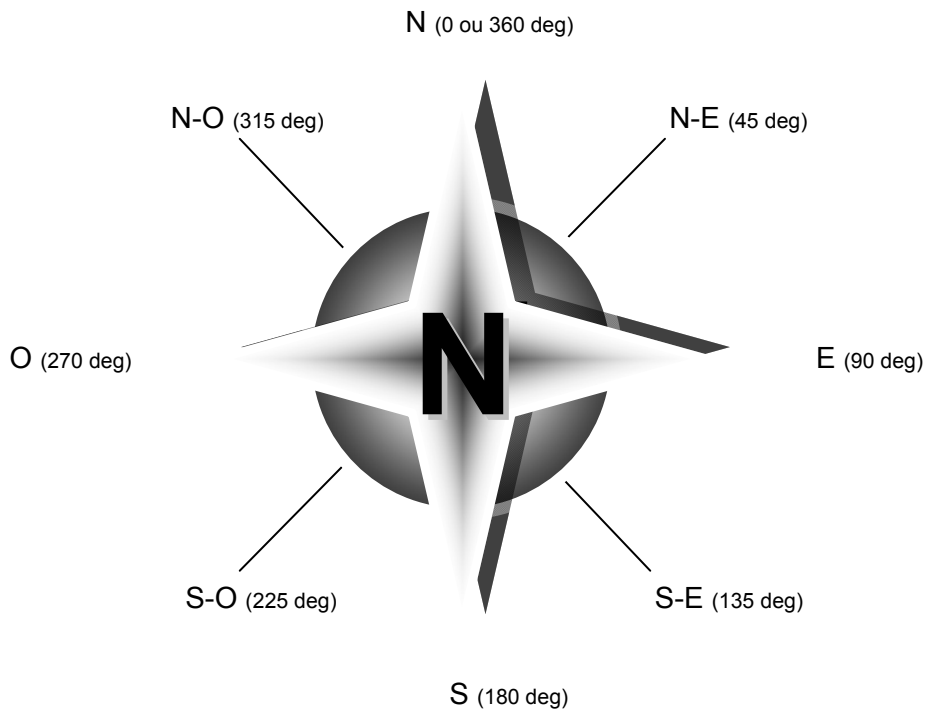 N (0 ou 360 deg)
N-O (315 deg)
N-E (45 deg)
N
O (270 deg)
E (90 deg)
S-O (225 deg)
S-E (135 deg)
S (180 deg)